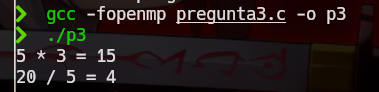 ❯ gcc -fopenmp pregunta3.c -o p3
❯ ./p3
5 * 3 = 15
20 / 5 = 4